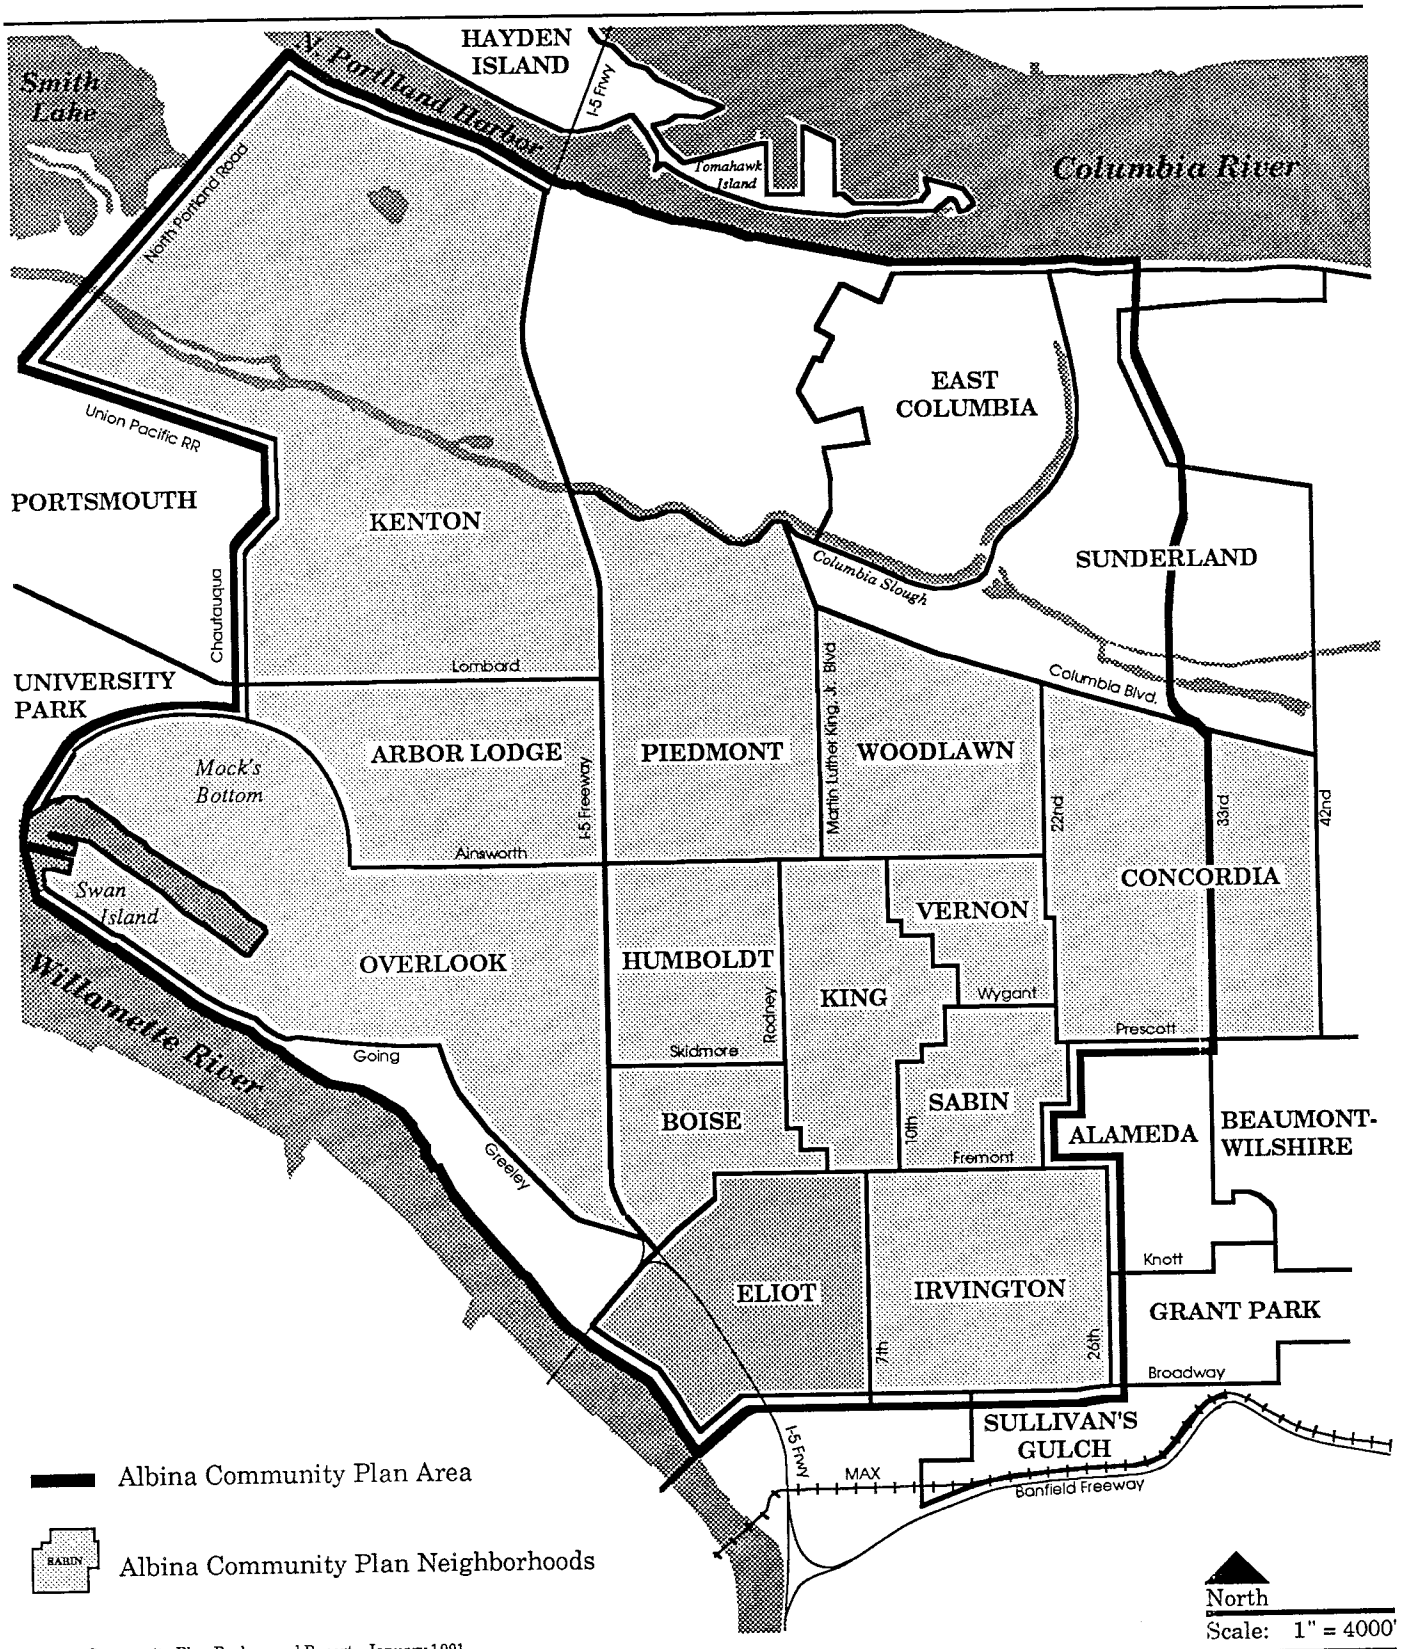 HAYDEN
ISLAND
N. Portland Harbor
I-5 Frwy
Smith
Lake
Tomahawk
Island
Columbia River
North Portland Road
EAST
COLUMBIA
Union Pacific RR
PORTSMOUTH
KENTON
SUNDERLAND
Columbia Slough
Chautauqua
Lombard
UNIVERSITY
PARK
Columbia Blvd.
Martin Luther King, Jr. Blvd
ARBOR LODGE
PIEDMONT
WOODLAWN
Mock's
Bottom
I-5 Freeway
22nd
33rd
42nd
Ainsworth
CONCORDIA
Swan
Island
VERNON
OVERLOOK
HUMBOLDT
KING
Rodney
Wygant
Willamette River
Prescott
Going
Skidmore
BOISE
SABIN
10th
ALAMEDA
BEAUMONT-
WILSHIRE
Greeley
Fremont
Knott
ELIOT
IRVINGTON
GRANT PARK
7th
26th
Broadway
SULLIVAN'S
GULCH
I-5 Frwy
MAX
Banfield Freeway
Albina Community Plan Area
SABIN
Albina Community Plan Neighborhoods
North
Scale: 1" = 4000'